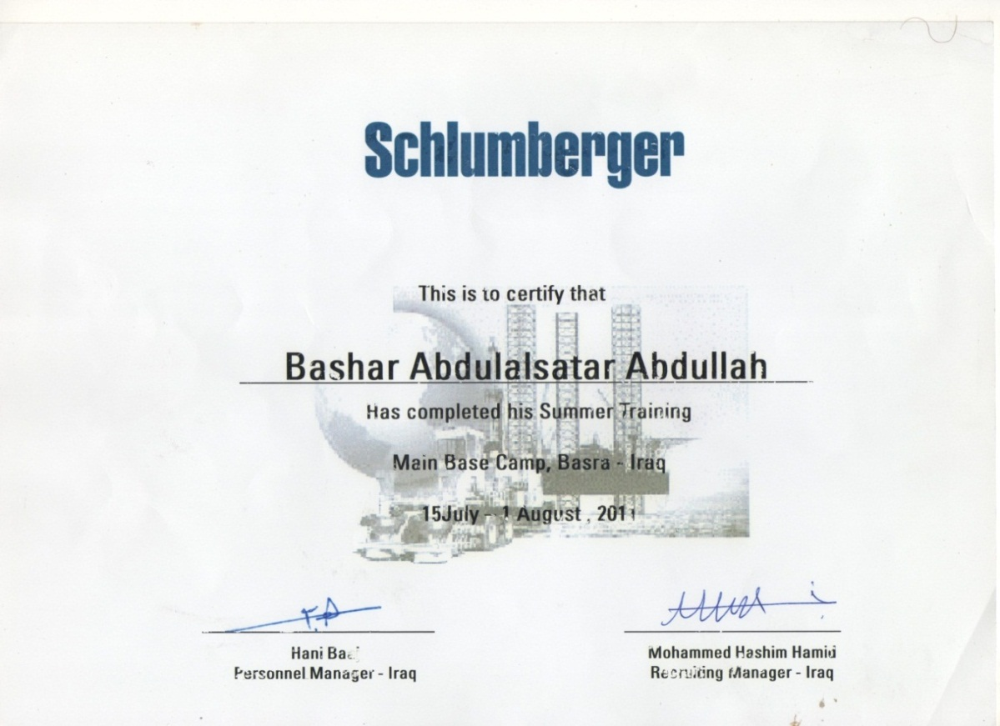 Schlumberger
This is to certify that
Bashar Abdulalsatar Abdullah
Has completed his Summer Training
Main Base Camp, Basra - Iraq
15July - 1 August , 2011
Hani
Personnel Manager - Iraq
Mohammed Hashim Hamid
Recruiting Manager - Iraq